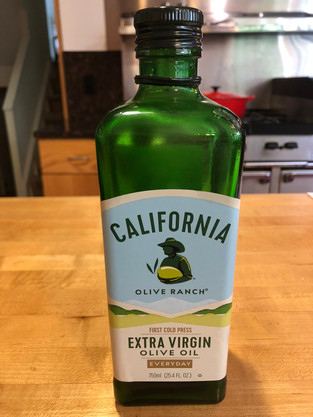 CALIFORNIA
OLIVE RANCH®
FIRST COLD PRESS
EXTRA VIRGIN
OLIVE OIL
EVERYDAY
750ml (25.4 FL. OZ.)